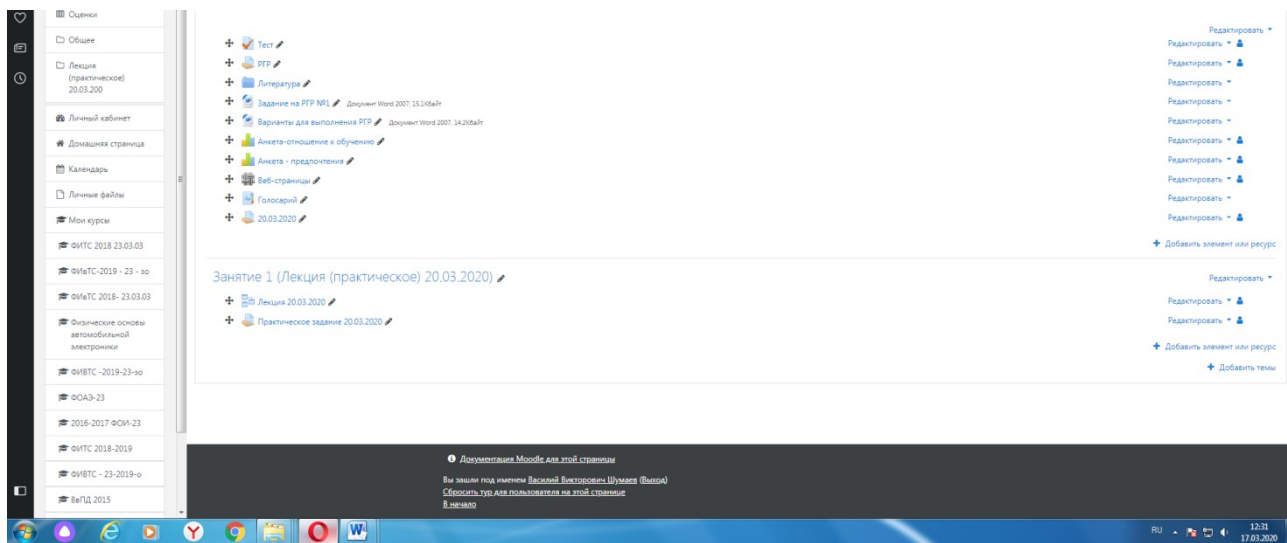 Оценки
Общее
Лекция
(практическое)
20.03.200
Личный кабинет
Домашняя страница
Календарь
Личные файлы
Мои курсы
ФИТС 2018 23.03.03
ФИвТС-2019 - 23 - зо
ФИвТС 2018- 23.03.03
Физические основы
автомобильной
электроники
ФИВТС -2019-23-зо
ФОАЭ-23
2016-2017 ФОИ-23
ФИТС 2018-2019
ФИВТС - 23-2019-о
ВвПД 2015
Редактировать
Тест Редактировать
РГР Редактировать
Литература Редактировать
Задание на РГР №1 Документ Word 2007, 15.1Кбайт Редактировать
Варианты для выполнения РГР Документ Word 2007, 14.2Кбайт Редактировать
Анкета-отношение к обучению Редактировать
Анкета - предпочтения Редактировать
Веб-страницы Редактировать
Голосарий Редактировать
20.03.2020 Редактировать
Добавить элемент или ресурс
Занятие 1 (Лекция (практическое) 20.03.2020) Редактировать
Лекция 20.03.2020 Редактировать
Практическое задание 20.03.2020 Редактировать
Добавить элемент или ресурс
Добавить темы
Документация Moodle для этой страницы
Вы зашли под именем Василий Викторович Шумаев (Выход)
Сбросить тур для пользователя на этой странице
В начало
RU
12:31
17.03.2020